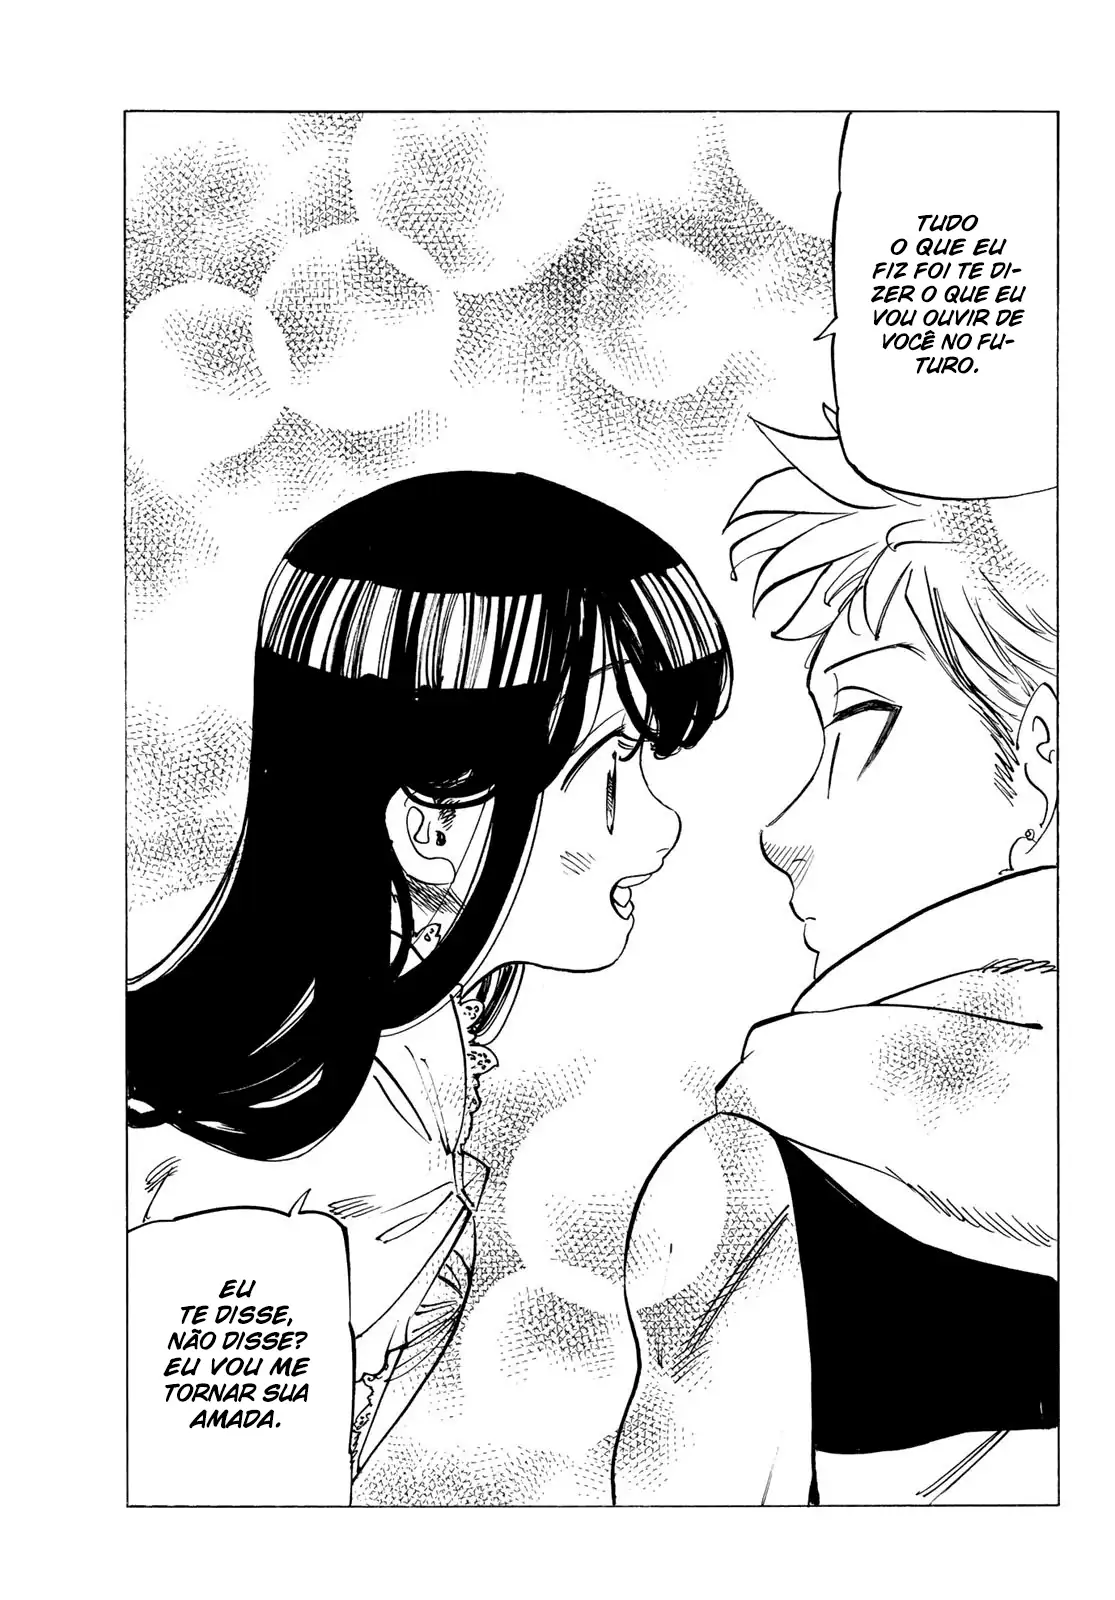 TUDO
O QUE EU
FIZ FOI TE DI-
ZER O QUE EU
VOU OUVIR DE
VOCÊ NO FU-
TURO.
EU
TE DISSE,
NÃO DISSE?
EU VOU ME
TORNAR SUA
AMADA.